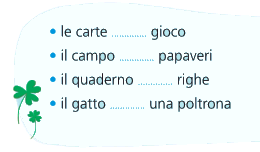 • le carte .............. gioco
• il campo .............. papaveri
• il quaderno .............. righe
• il gatto .............. una poltrona